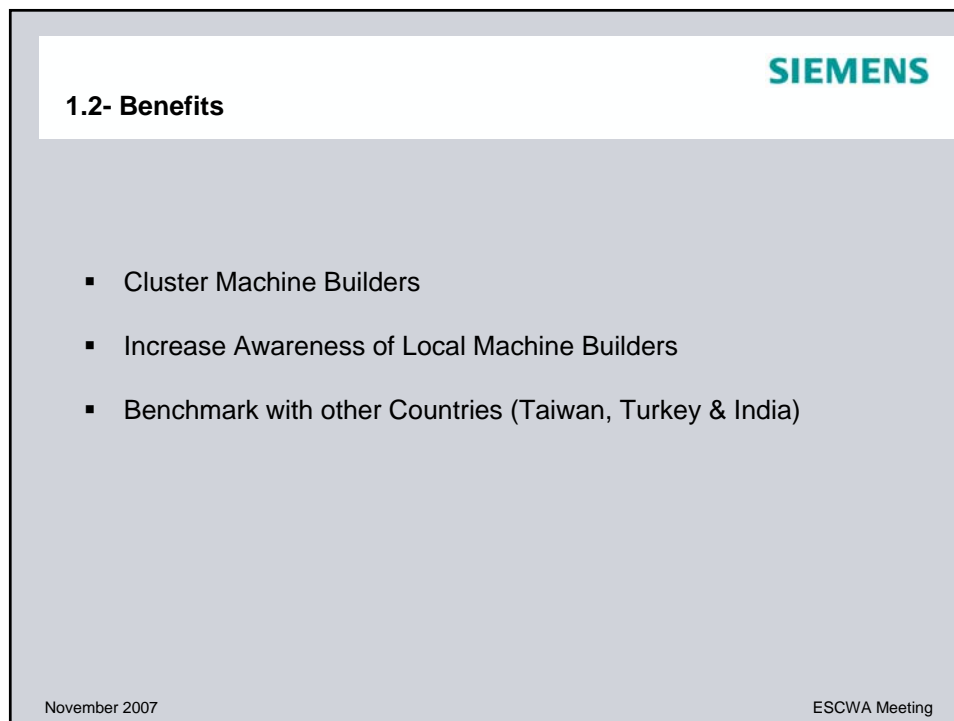 SIEMENS
1.2- Benefits
▪ Cluster Machine Builders
▪ Increase Awareness of Local Machine Builders
▪ Benchmark with other Countries (Taiwan, Turkey & India)
November 2007
ESCWA Meeting